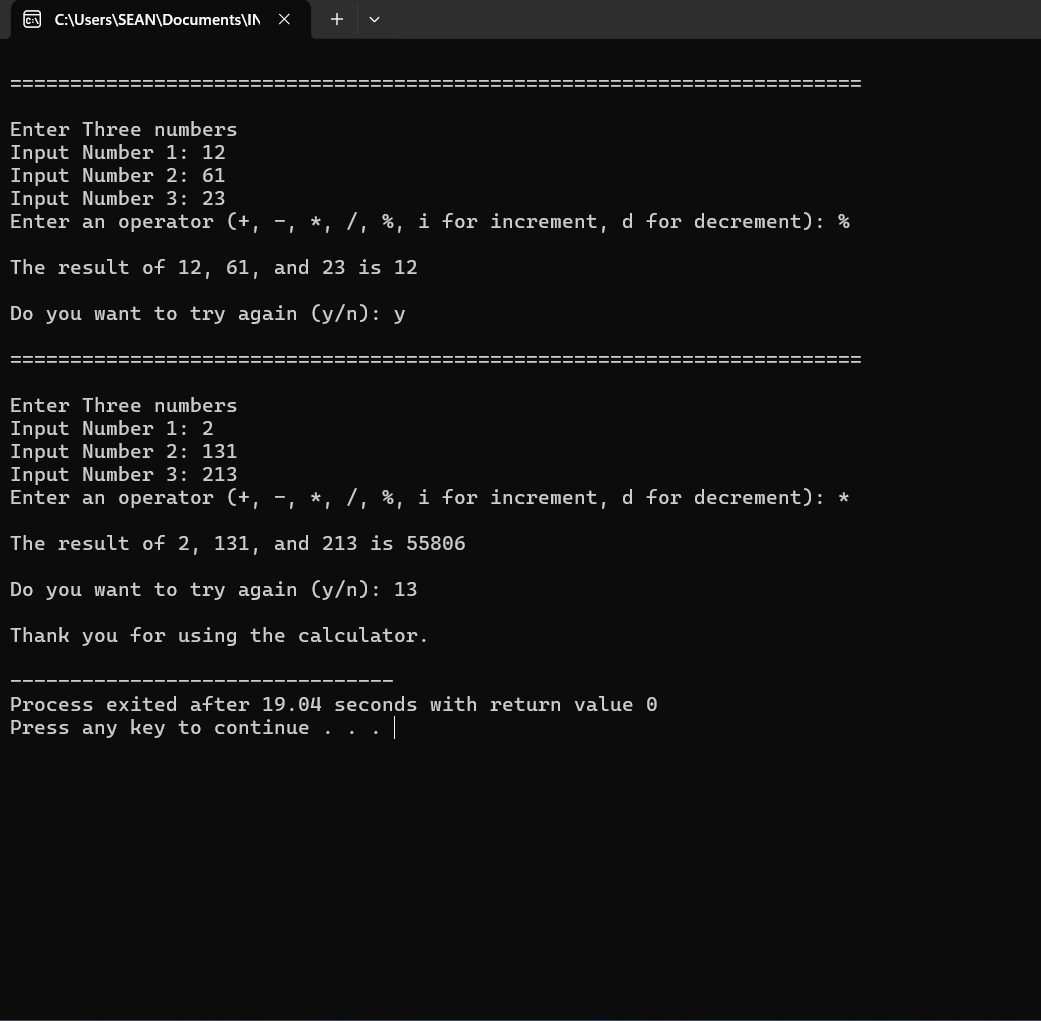 C:\Users\SEAN\Documents\IN
=======================================================================
Enter Three numbers
Input Number 1: 12
Input Number 2: 61
Input Number 3: 23
Enter an operator (+, -, *, /, %, i for increment, d for decrement): %
The result of 12, 61, and 23 is 12
Do you want to try again (y/n): y
=======================================================================
Enter Three numbers
Input Number 1: 2
Input Number 2: 131
Input Number 3: 213
Enter an operator (+, -, *, /, %, i for increment, d for decrement): *
The result of 2, 131, and 213 is 55806
Do you want to try again (y/n): 13
Thank you for using the calculator.
--------------------------------
Process exited after 19.04 seconds with return value 0
Press any key to continue . . .